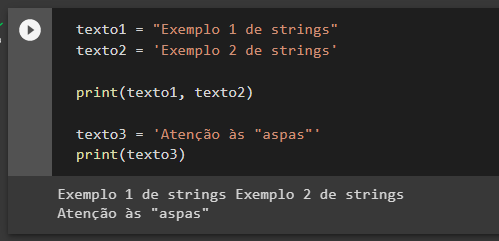 texto1 = "Exemplo 1 de strings"
texto2 = 'Exemplo 2 de strings'
print(texto1, texto2)
texto3 = 'Atenção às "aspas"'
print(texto3)
Exemplo 1 de strings Exemplo 2 de strings
Atenção às "aspas"